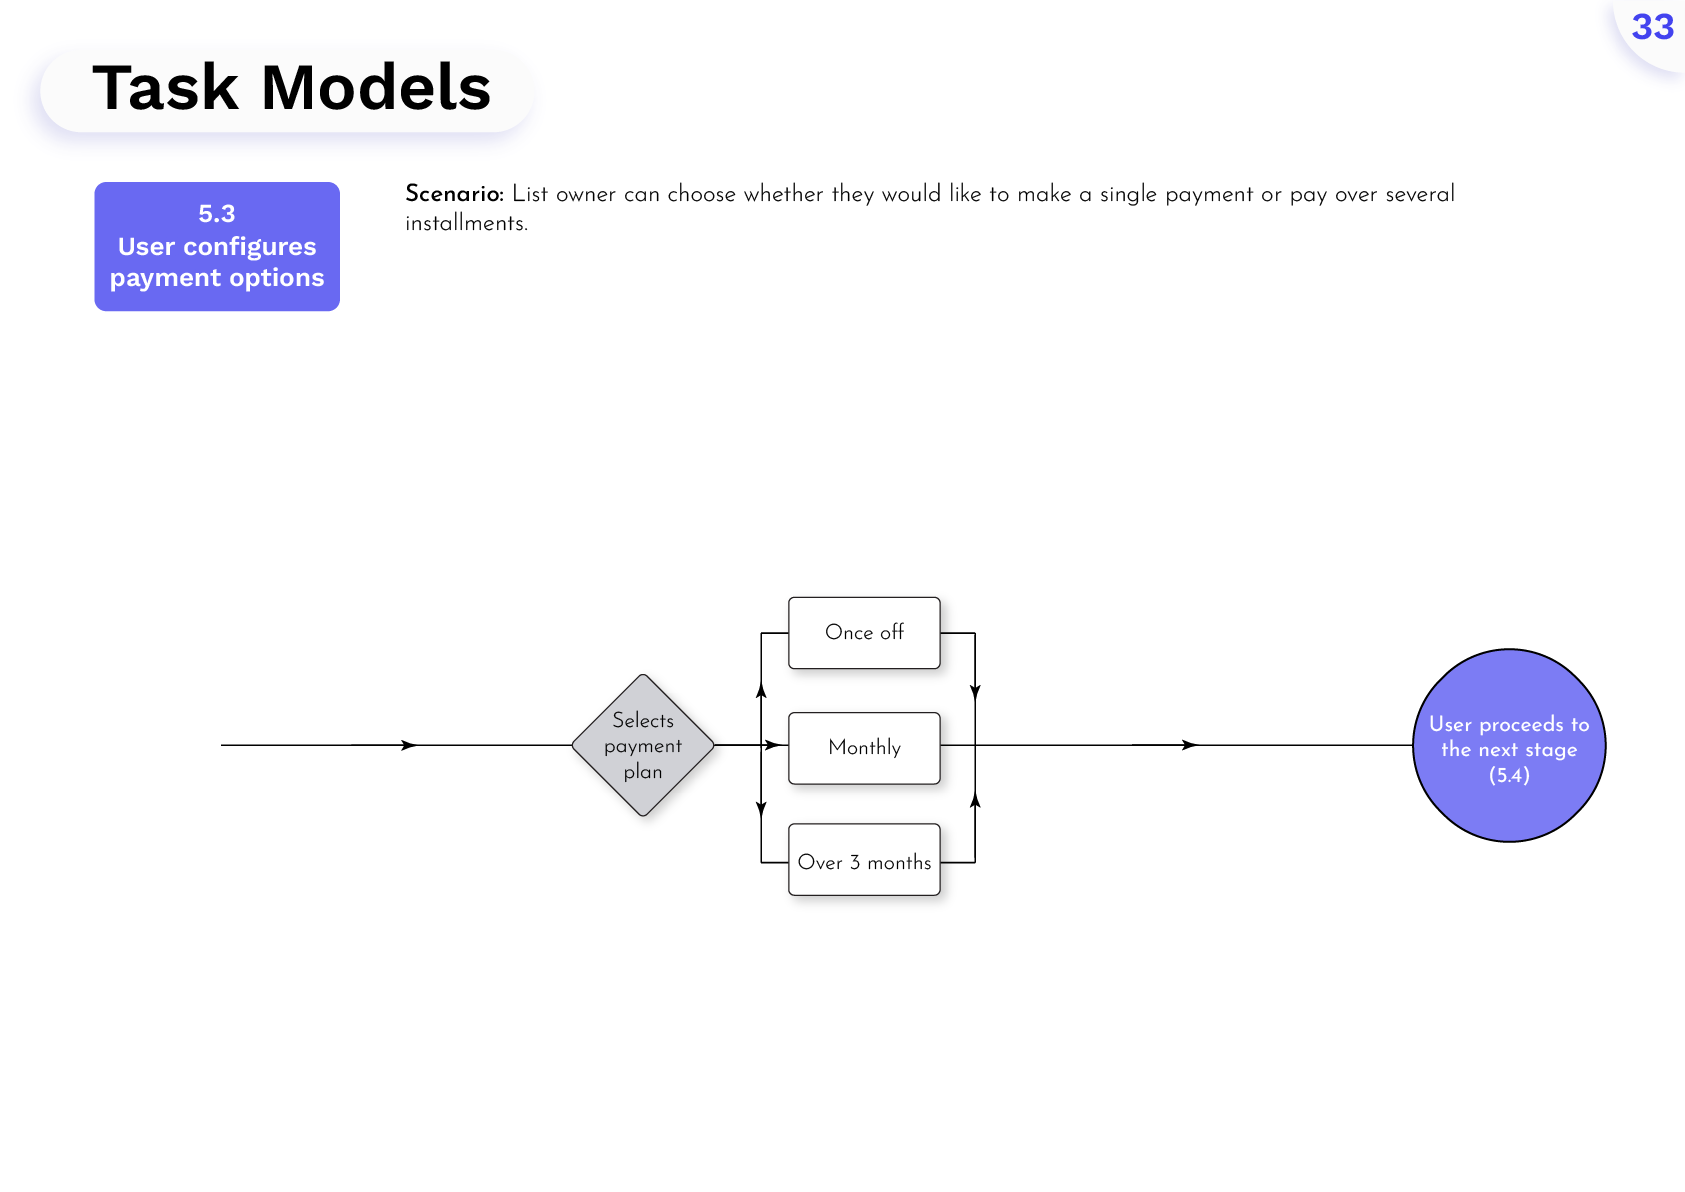 33
Task Models
5.3
User configures
payment options
Scenario: List owner can choose whether they would like to make a single payment or pay over several
installments.
Once off
Selects
payment
plan
Monthly
Over 3 months
User proceeds to
the next stage
(5.4)